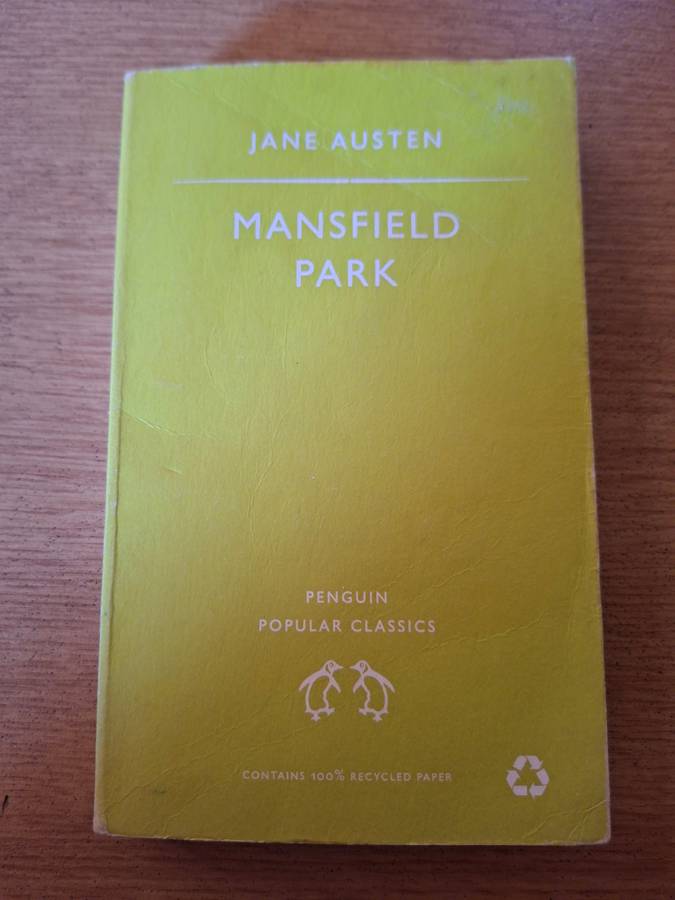 JANE AUSTEN
MANSFIELD
PARK
PENGUIN
POPULAR CLASSICS
CONTAINS 100% RECYCLED PAPER